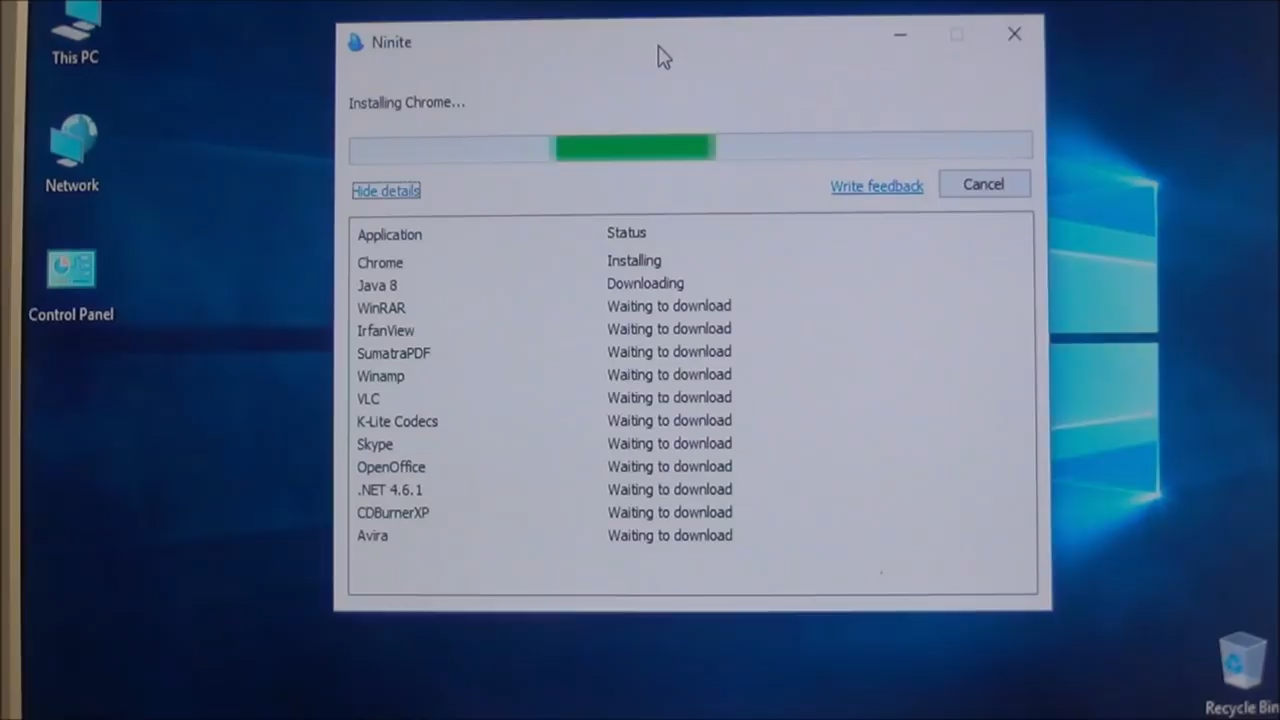 This PC
Network
Control Panel
Ninite
Installing Chrome...
Hide details
Write feedback
Cancel
Application Status
Chrome Installing
Java 8 Downloading
WinRAR Waiting to download
IrfanView Waiting to download
SumatraPDF Waiting to download
Winamp Waiting to download
VLC Waiting to download
K-Lite Codecs Waiting to download
Skype Waiting to download
OpenOffice Waiting to download
.NET 4.6.1 Waiting to download
CDBurnerXP Waiting to download
Avira Waiting to download
Recycle Bin